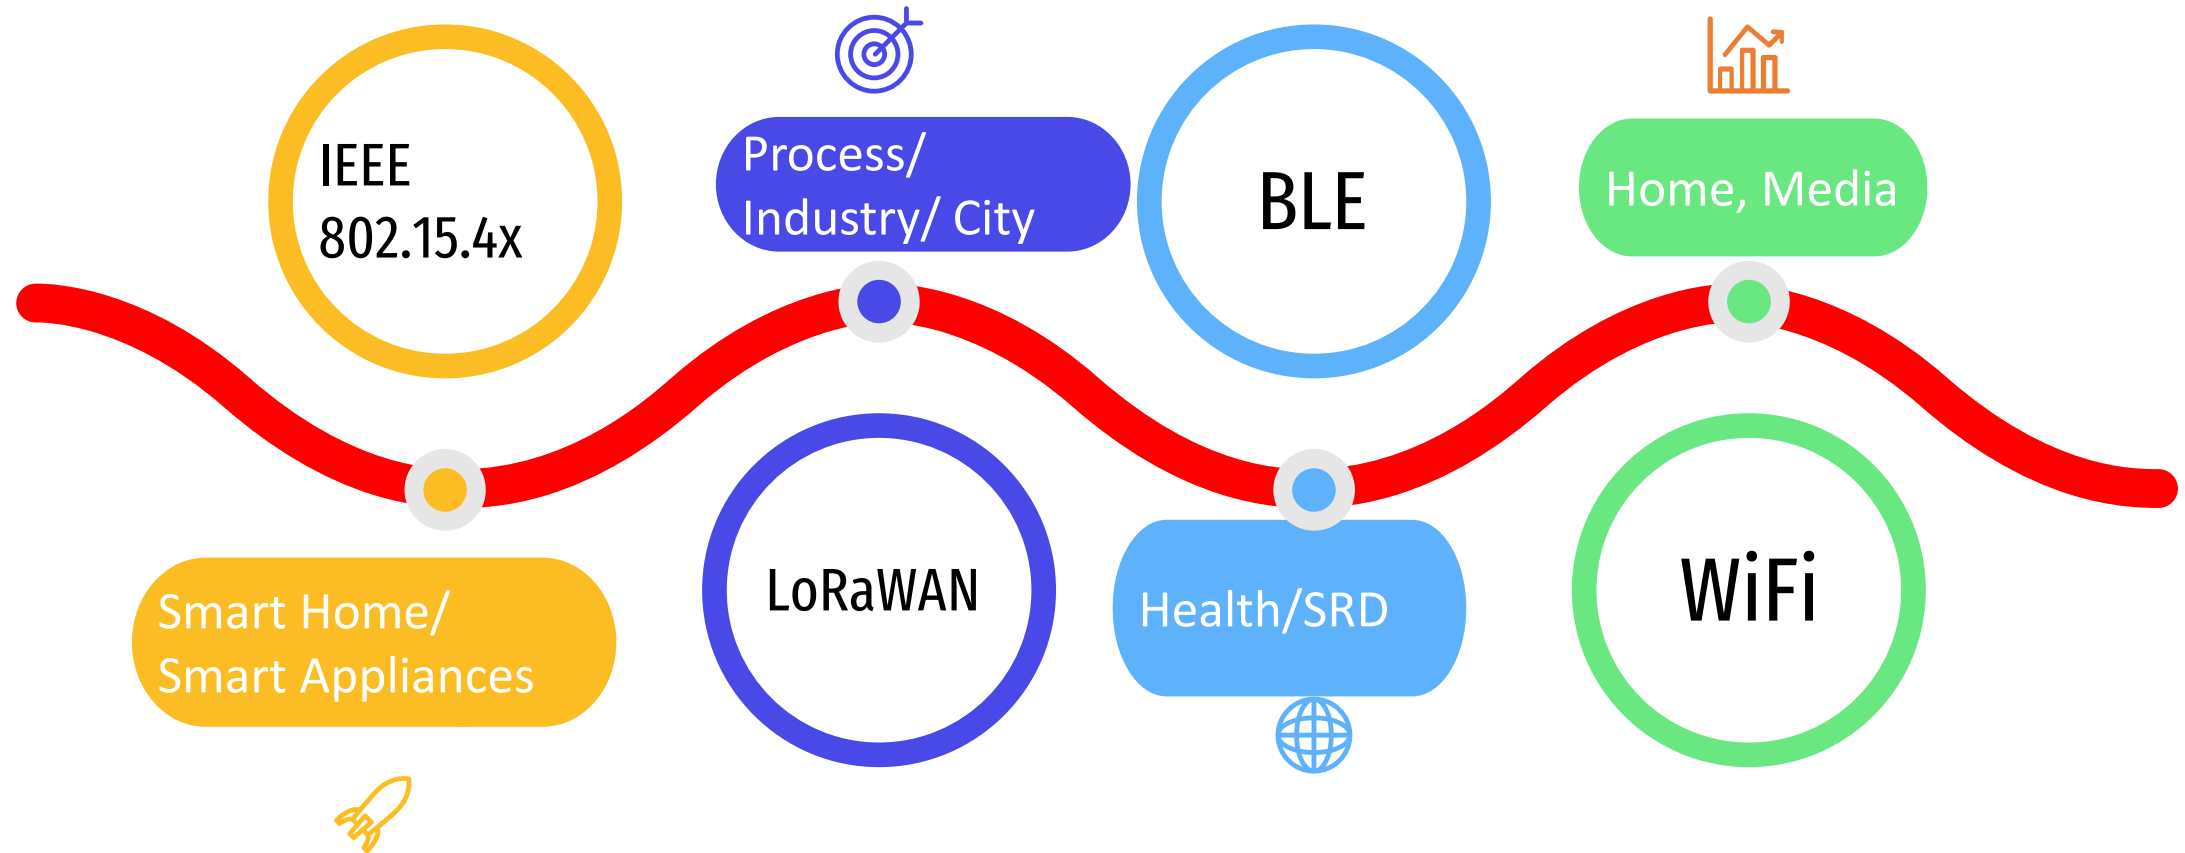 IEEE
802.15.4x
Smart Home/
Smart Appliances
Process/
Industry/ City
LoRaWAN
BLE
Health/SRD
Home, Media
WiFi